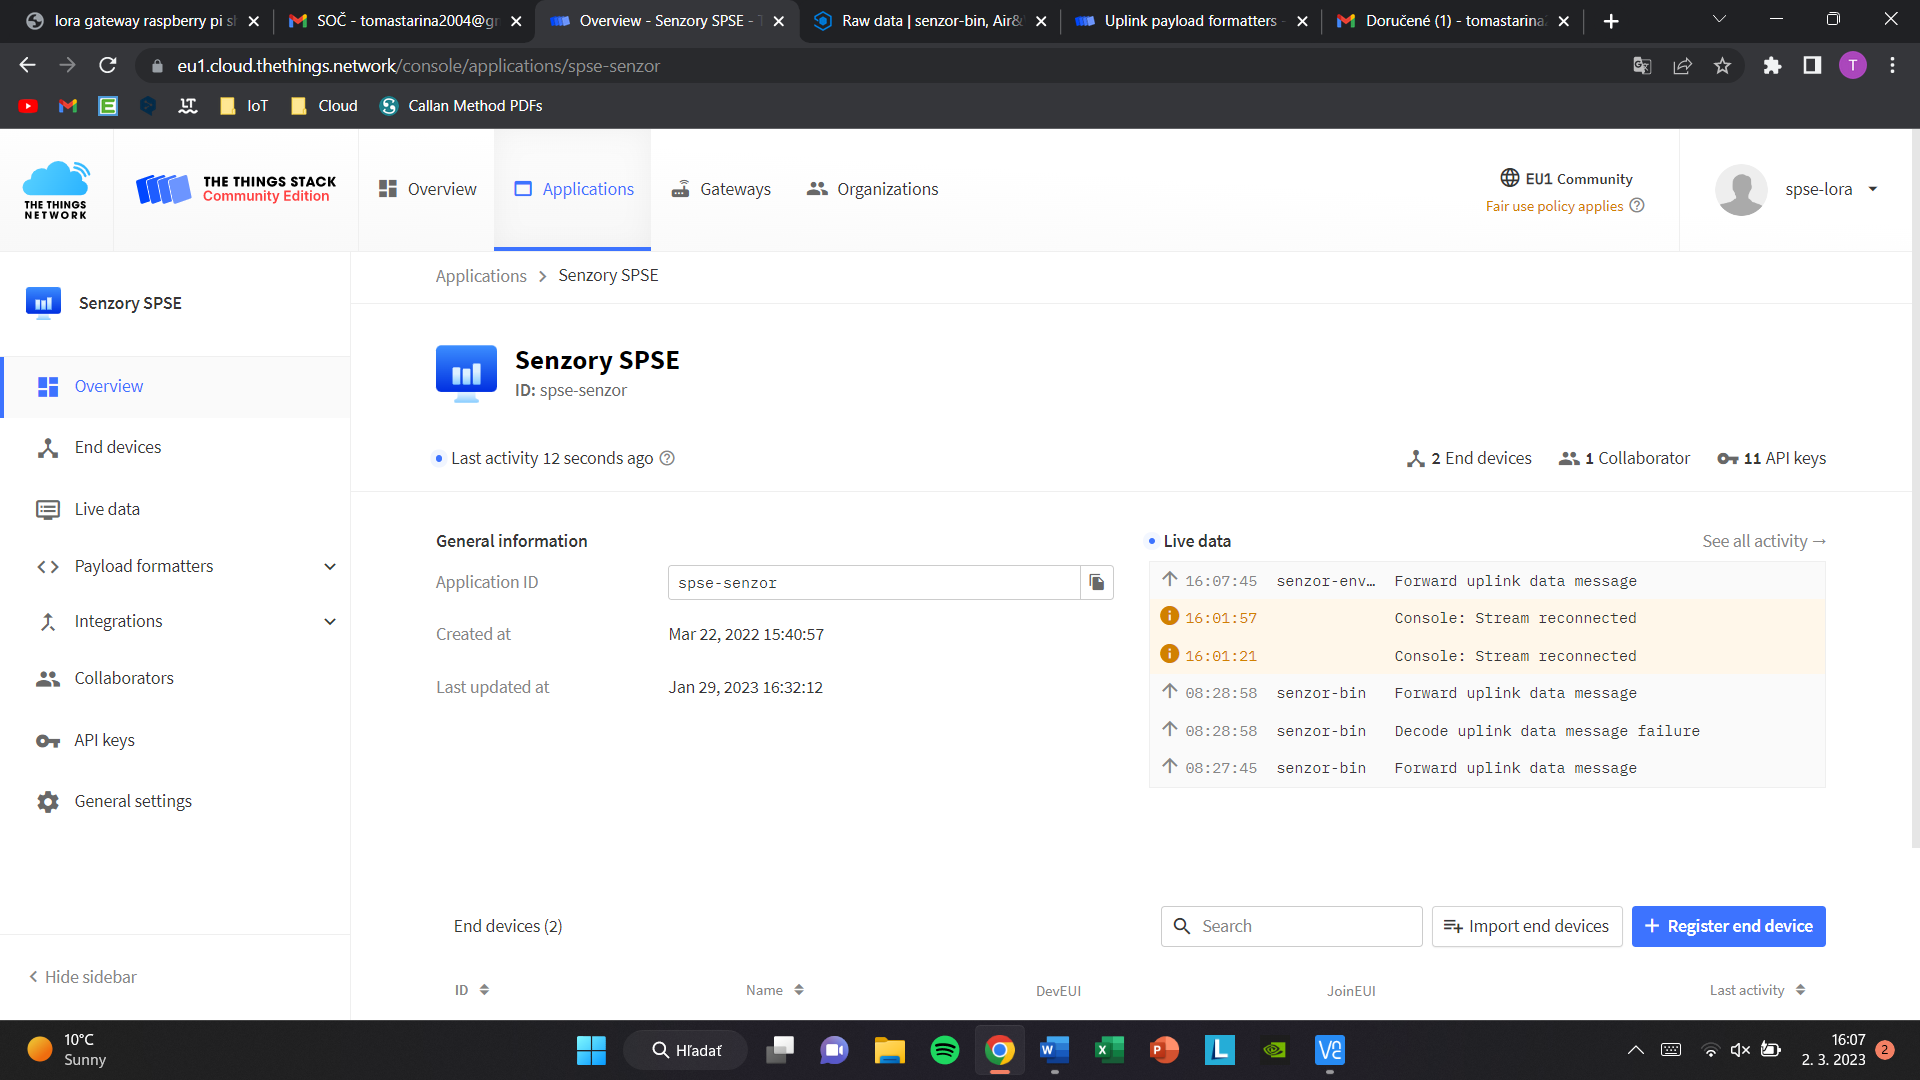 lora gateway raspberry pi s
SOČ - tomastarina2004@g
Overview - Senzory SPSE -
Raw data | senzor-bin, Air&
Uplink payload formatters
Doručené (1) - tomastarina
eu1.cloud.thethings.network/console/applications/spse-senzor
T
IoT
Cloud
Callan Method PDFs
THE THINGS
NETWORK
THE THINGS STACK
Community Edition
Overview
Applications
Gateways
Organizations
EU1 Community
Fair use policy applies
spse-lora
Senzory SPSE
Applications > Senzory SPSE
Overview
End devices
Live data
Payload formatters
Integrations
Collaborators
API keys
General settings
< Hide sidebar
Senzory SPSE
ID: spse-senzor
Last activity 12 seconds ago
2 End devices
1 Collaborator
11 API keys
General information
Application ID
spse-senzor
Created at
Mar 22, 2022 15:40:57
Last updated at
Jan 29, 2023 16:32:12
Live data
See all activity →
↑ 16:07:45 senzor-env… Forward uplink data message
16:01:57 Console: Stream reconnected
16:01:21 Console: Stream reconnected
↑ 08:28:58 senzor-bin Forward uplink data message
↑ 08:28:58 senzor-bin Decode uplink data message failure
↑ 08:27:45 senzor-bin Forward uplink data message
End devices (2)
Search
Import end devices
+ Register end device
ID
Name
DevEUI
JoinEUI
Last activity
10°C
Sunny
Hľadať
16:07
2. 3. 2023
2